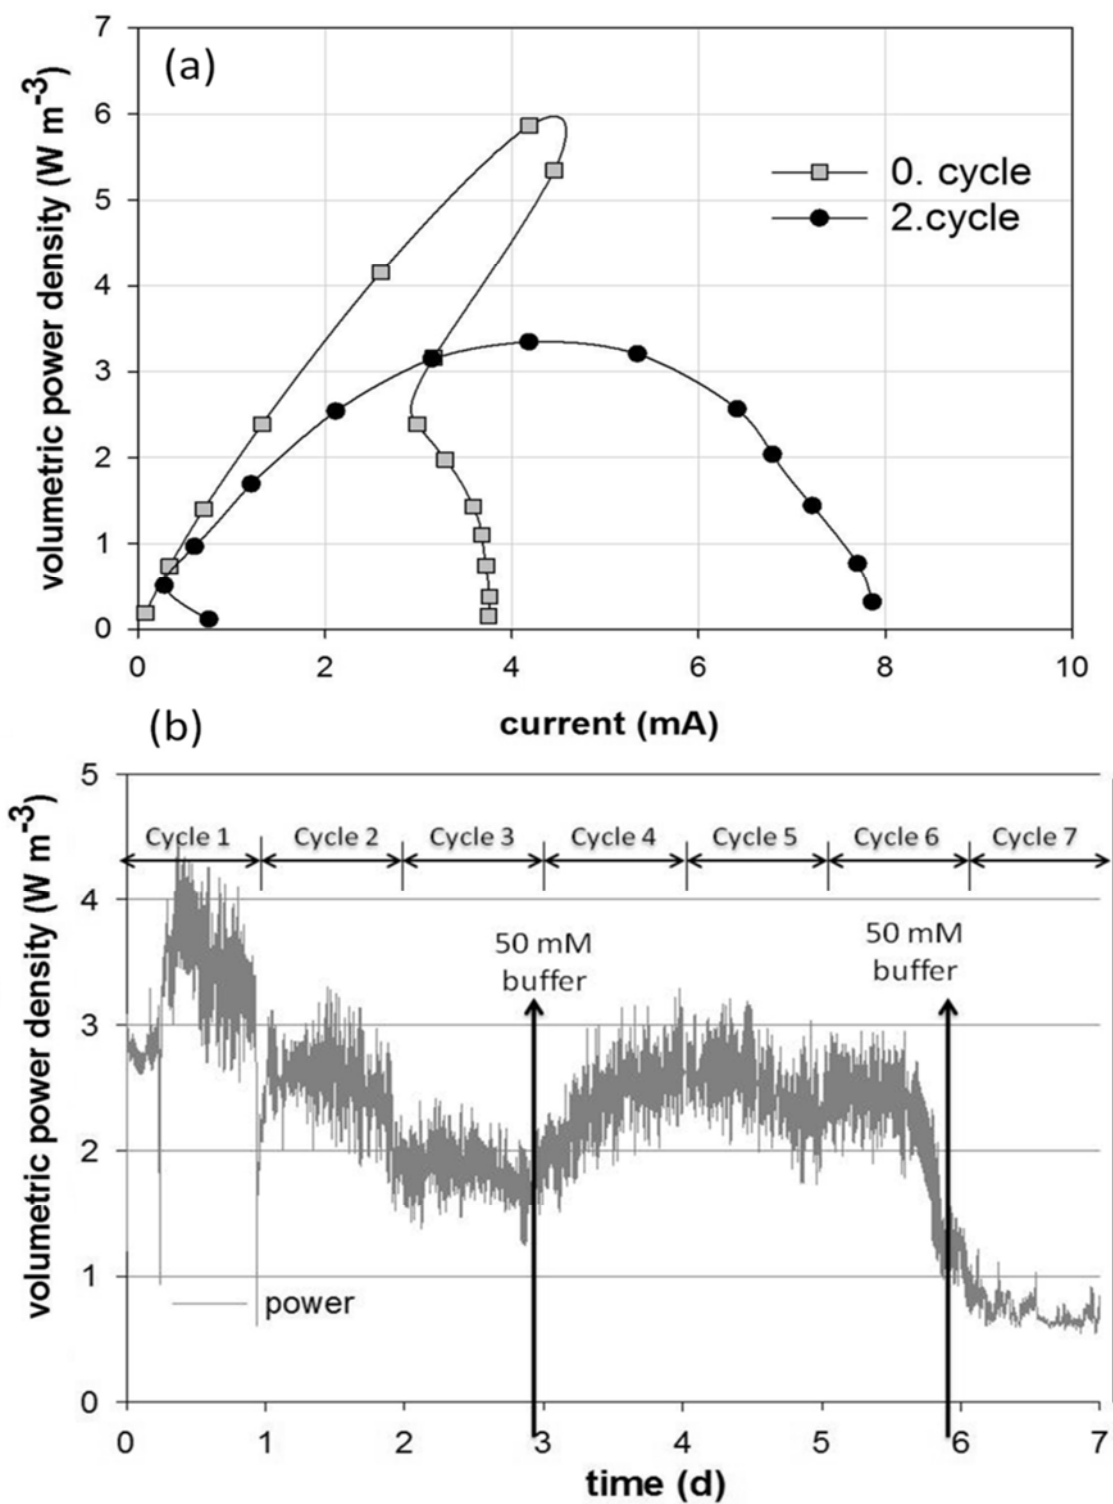 (a)
volumetric power density (W m-3)
7
6
5
4
3
2
1
0
0. cycle
2.cycle
0 2 4 6 8 10
current (mA)
(b)
volumetric power density (W m-3)
5
4
3
2
1
0
Cycle 1 Cycle 2 Cycle 3 Cycle 4 Cycle 5 Cycle 6 Cycle 7
50 mM
buffer
50 mM
buffer
power
0 1 2 3 4 5 6 7
time (d)